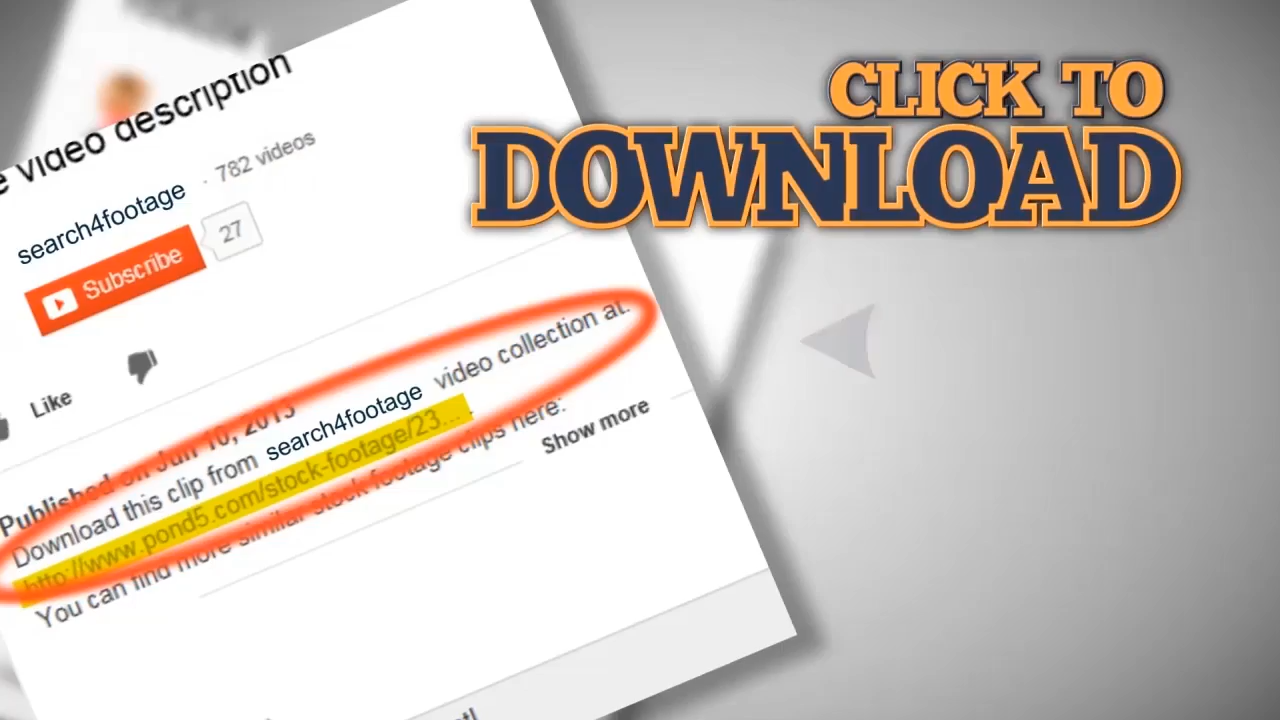 CLICK TO
DOWNLOAD
e video description
search4footage · 782 videos
Subscribe 27
Like
Published on Jun 10, 2013
Download this clip from search4footage video collection at:
http://www.pond5.com/stock-footage/23...
You can find more similar stock footage clips here:
Show more